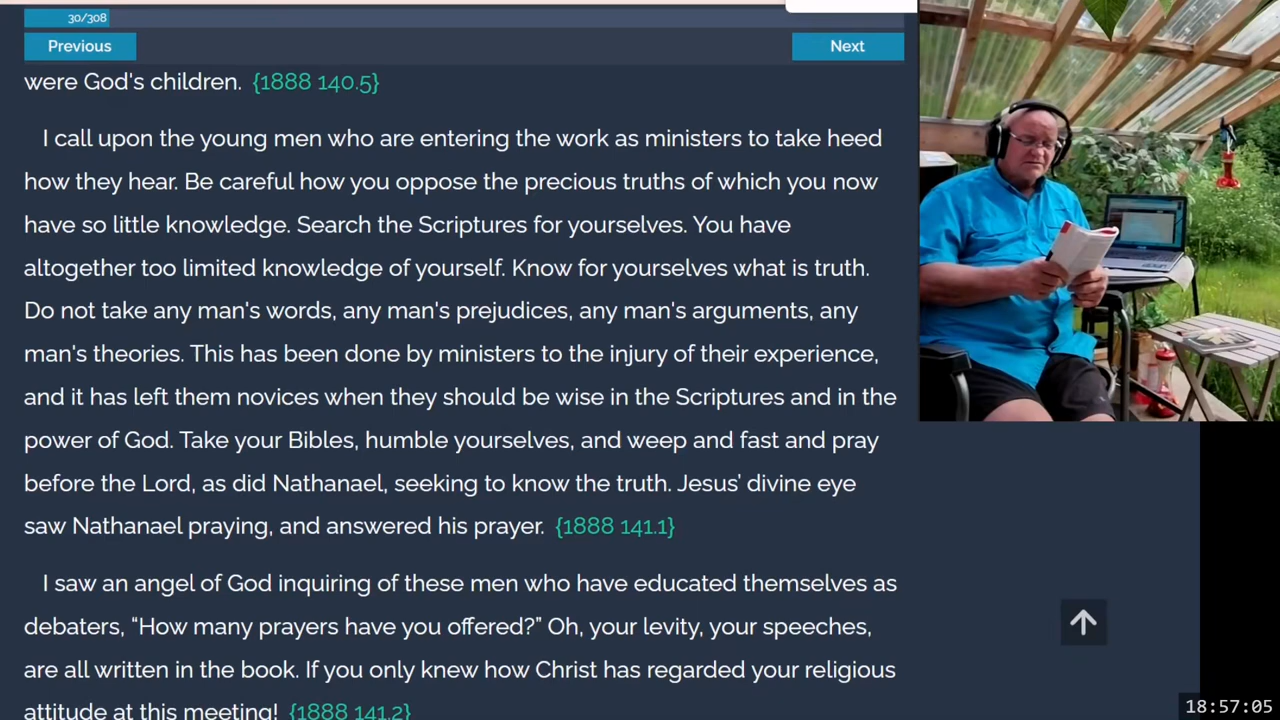 30/308
Previous
Next
were God's children. {1888 140.5}
I call upon the young men who are entering the work as ministers to take heed
how they hear. Be careful how you oppose the precious truths of which you now
have so little knowledge. Search the Scriptures for yourselves. You have
altogether too limited knowledge of yourself. Know for yourselves what is truth.
Do not take any man's words, any man's prejudices, any man's arguments, any
man's theories. This has been done by ministers to the injury of their experience,
and it has left them novices when they should be wise in the Scriptures and in the
power of God. Take your Bibles, humble yourselves, and weep and fast and pray
before the Lord, as did Nathanael, seeking to know the truth. Jesus’ divine eye
saw Nathanael praying, and answered his prayer. {1888 141.1}
I saw an angel of God inquiring of these men who have educated themselves as
debaters, “How many prayers have you offered?” Oh, your levity, your speeches,
are all written in the book. If you only knew how Christ has regarded your religious
attitude at this meeting! {1888 141.2}
18:57:05